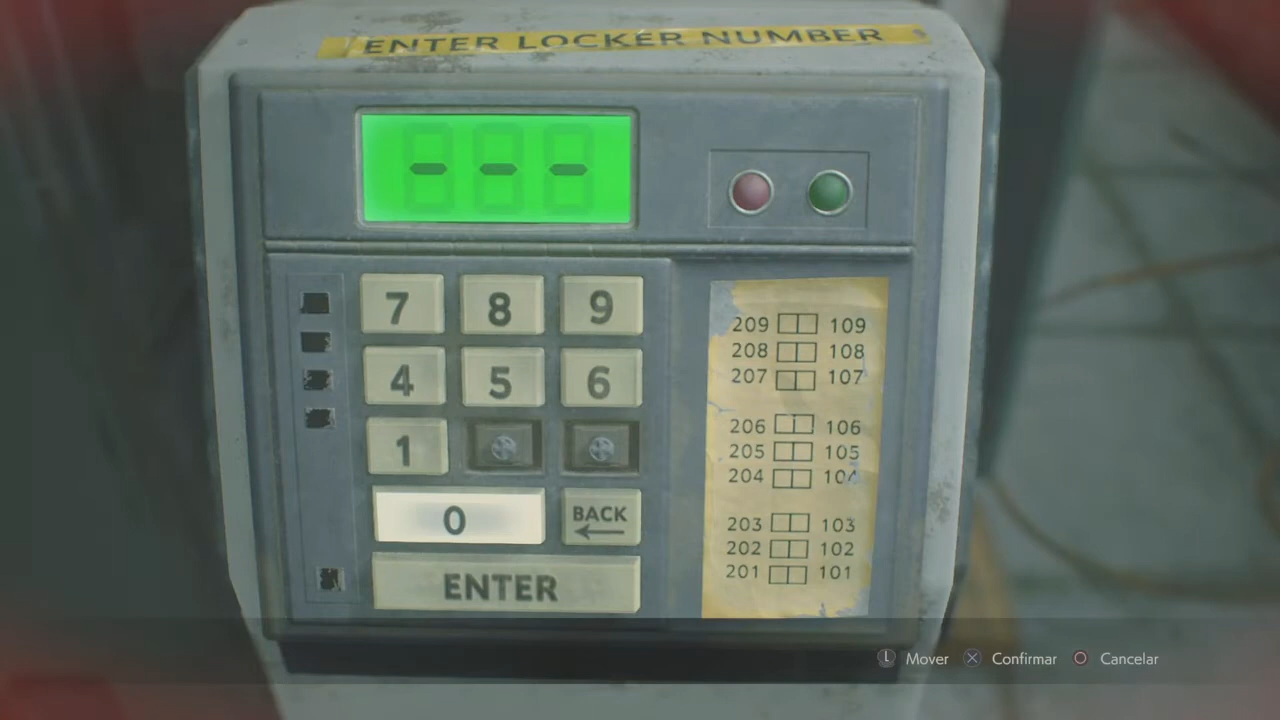 ENTER LOCKER NUMBER
- - -
7 8 9
4 5 6
1
0 BACK
ENTER
209 109
208 108
207 107
206 106
205 105
204 104
203 103
202 102
201 101
L Mover X Confirmar O Cancelar